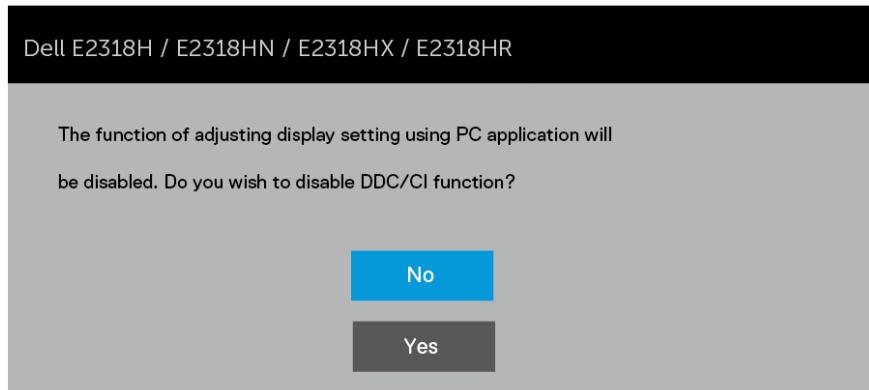 Dell E2318H / E2318HN / E2318HX / E2318HR
The function of adjusting display setting using PC application will
be disabled. Do you wish to disable DDC/CI function?
No
Yes